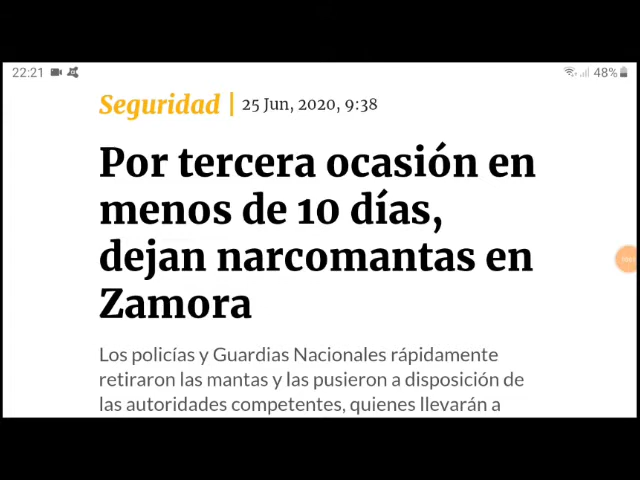 22:21 48%
Seguridad | 25 Jun, 2020, 9:38
Por tercera ocasión en
menos de 10 días,
dejan narcomantas en
Zamora
Los policías y Guardias Nacionales rápidamente
retiraron las mantas y las pusieron a disposición de
las autoridades competentes, quienes llevarán a